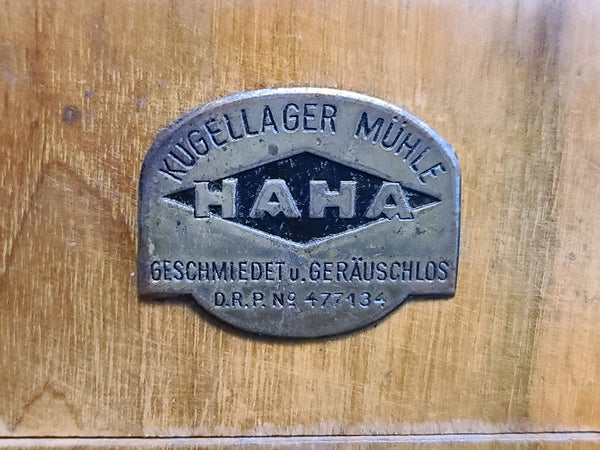 KUGELLAGER MÜHLE
HAHA
GESCHMIEDET u. GERÄUSCHLOS
D.R.P. Nº 477134